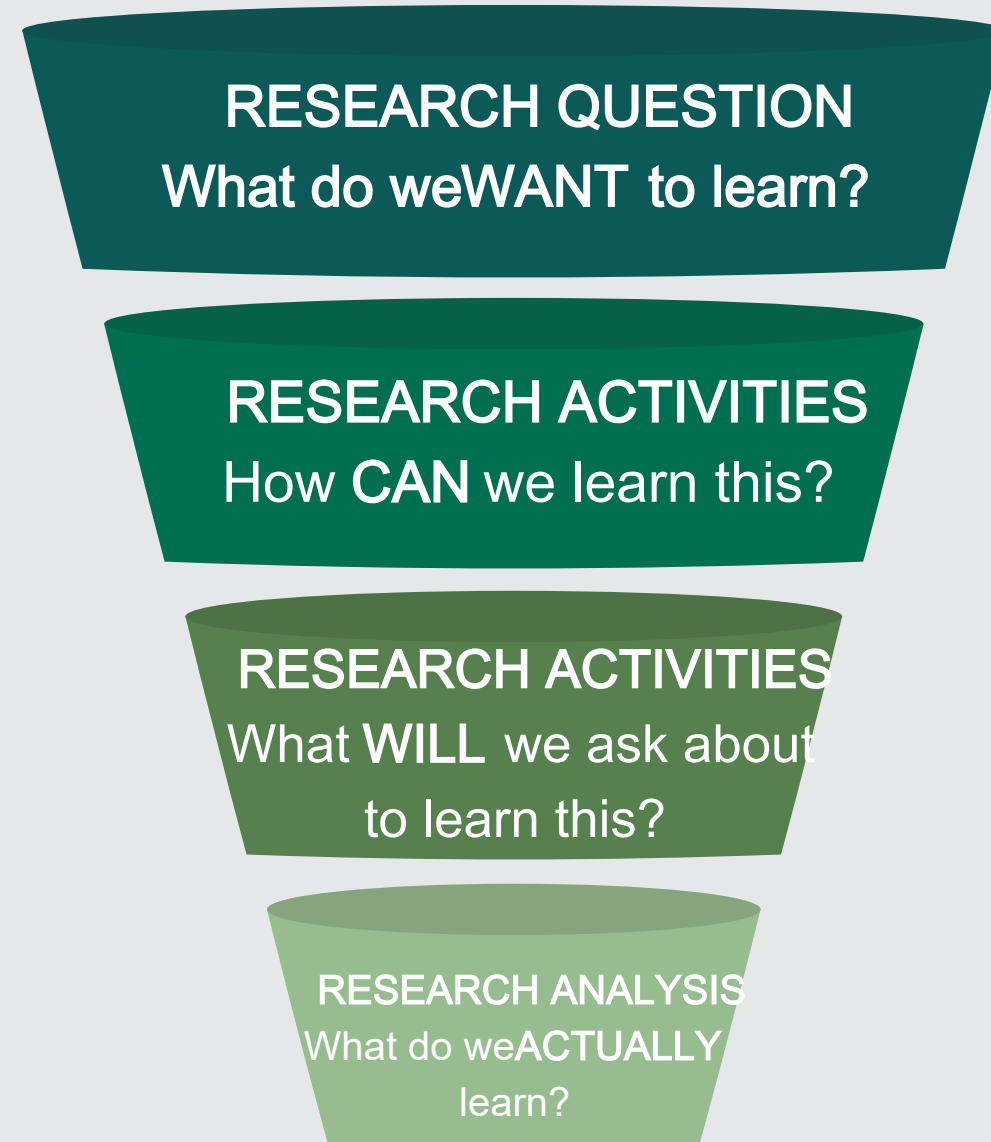 RESEARCH QUESTION
What do weWANT to learn?
RESEARCH ACTIVITIES
How CAN we learn this?
RESEARCH ACTIVITIES
What WILL we ask about
to learn this?
RESEARCH ANALYSIS
What do weACTUALLY
learn?